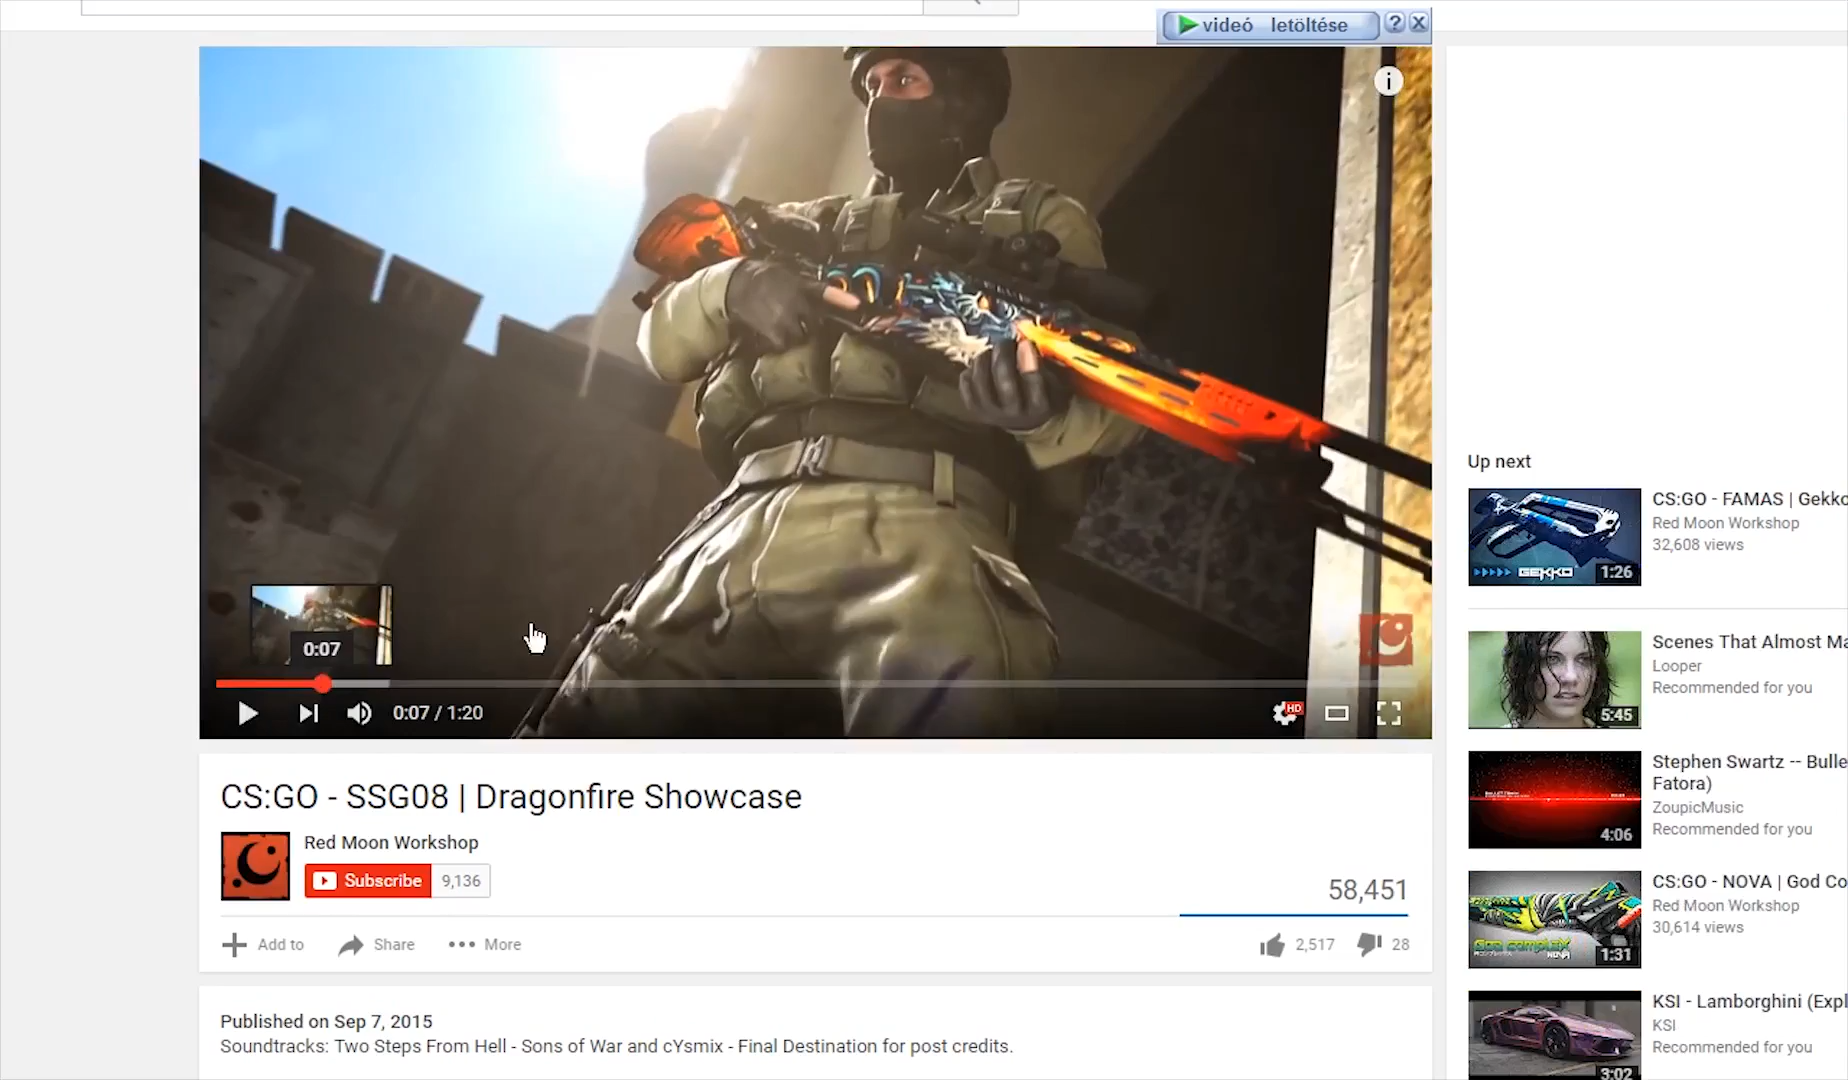 videó letöltése
?
X
i
0:07
0:07 / 1:20
HD
CS:GO - SSG08 | Dragonfire Showcase
Red Moon Workshop
Subscribe 9,136
58,451
Add to
Share
More
2,517
28
Published on Sep 7, 2015
Soundtracks: Two Steps From Hell - Sons of War and cYsmix - Final Destination for post credits.
Up next
GEKKO
1:26
CS:GO - FAMAS | Gekko
Red Moon Workshop
32,608 views
5:45
Scenes That Almost Ma
Looper
Recommended for you
4:06
Stephen Swartz -- Bulle
Fatora)
ZoupicMusic
Recommended for you
God complex
NOVA
1:31
CS:GO - NOVA | God Co
Red Moon Workshop
30,614 views
3:02
KSI - Lamborghini (Expl
KSI
Recommended for you